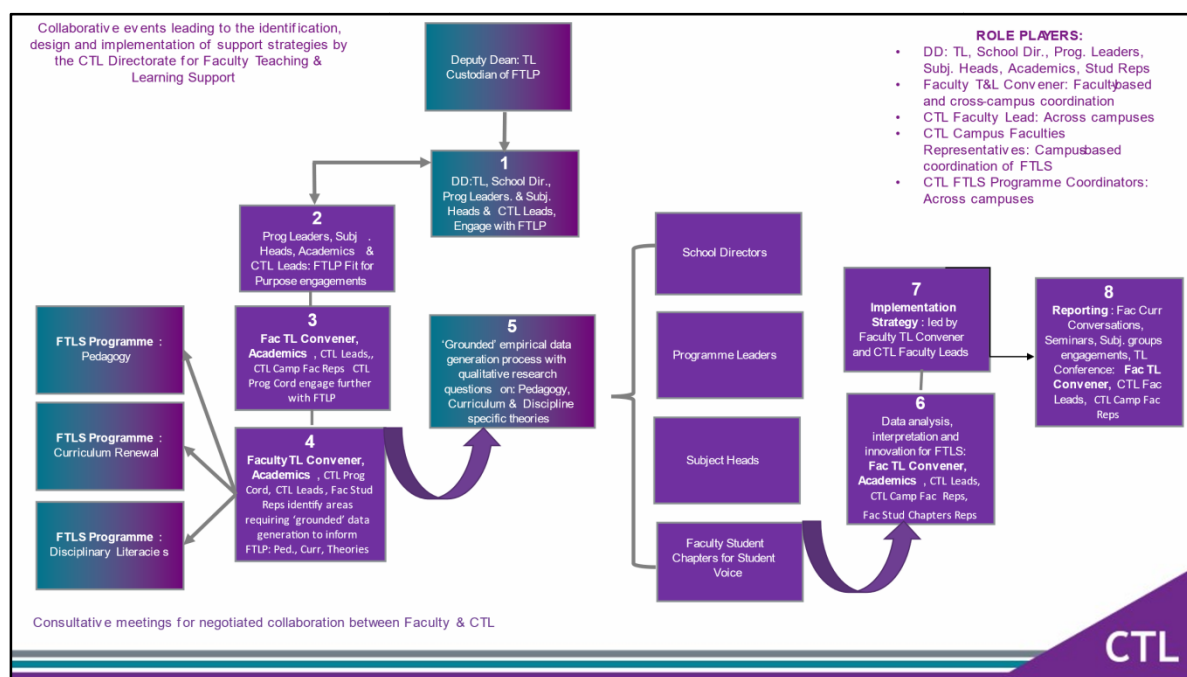 Collaborative events leading to the identification,
design and implementation of support strategies by
the CTL Directorate for Faculty Teaching &
Learning Support
Deputy Dean: TL
Custodian of FTLP
ROLE PLAYERS:
• DD: TL, School Dir., Prog. Leaders,
Subj. Heads, Academics, Stud Reps
• Faculty T&L Convener: Faculty-based
and cross-campus coordination
• CTL Faculty Lead: Across campuses
• CTL Campus Faculties
Representatives: Campusbased
coordination of FTLS
• CTL FTLS Programme Coordinators:
Across campuses
1
DD:TL, School Dir.,
Prog Leaders. & Subj.
Heads & CTL Leads,
Engage with FTLP
2
Prog Leaders, Subj .
Heads, Academics &
CTL Leads: FTLP Fit for
Purpose engagements
3
Fac TL Convener,
Academics , CTL Leads,,
CTL Camp Fac Reps CTL
Prog Cord engage further
with FTLP
4
Faculty TL Convener,
Academics , CTL Prog
Cord, CTL Leads , Fac Stud
Reps identify areas
requiring ‘grounded’ data
generation to inform
FTLP: Ped., Curr, Theories
FTLS Programme :
Pedagogy
FTLS Programme :
Curriculum Renewal
FTLS Programme :
Disciplinary Literacies
5
‘Grounded’ empirical data
generation process with
qualitative research
questions on: Pedagogy,
Curriculum & Discipline
specific theories
School Directors
Programme Leaders
Subject Heads
Faculty Student
Chapters for Student
Voice
6
Data analysis,
interpretation and
innovation for FTLS:
Fac TL Convener,
Academics , CTL Leads,
CTL Camp Fac Reps,
Fac Stud Chapters Reps
7
Implementation
Strategy : led by
Faculty TL Convener
and CTL Faculty Leads
8
Reporting : Fac Curr
Conversations,
Seminars, Subj. groups
engagements, TL
Conference: Fac TL
Convener, CTL Fac
Leads, CTL Camp Fac
Reps
Consultative meetings for negotiated collaboration between Faculty & CTL
CTL